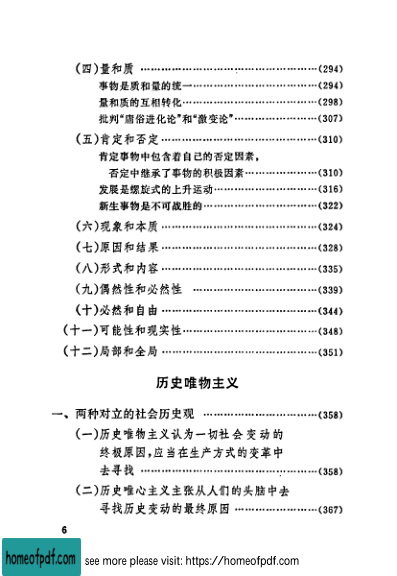 (四)量和质 ……………………………………(294)
事物是质和量的统一……………………………(294)
量和质的互相转化………………………………(298)
批判“庸俗进化论”和“激变论”…………………(307)
(五)肯定和否定…………………………………(310)
肯定事物中包含着自己的否定因素，
否定中继承了事物的积极因素………………(310)
发展是螺旋式的上升运动………………………(316)
新生事物是不可战胜的…………………………(322)
(六)现象和本质…………………………………(324)
(七)原因和结果…………………………………(328)
(八)形式和内容…………………………………(335)
(九)偶然性和必然性 …………………………(339)
(十)必然和自由…………………………………(344)
(十一)可能性和现实性…………………………(348)
(十二)局部和全局………………………………(351)
历史唯物主义
一、两种对立的社会历史观 ……………………(358)
(一)历史唯物主义认为一切社会变动的
终极原因，应当在生产方式的变革中
去寻找 ……………………………………(358)
(二)历史唯心主义主张从人们的头脑中去
寻找历史变动的最终原因 ………………(367)
6
homeofpdf.com see more please visit: https://homeofpdf.com